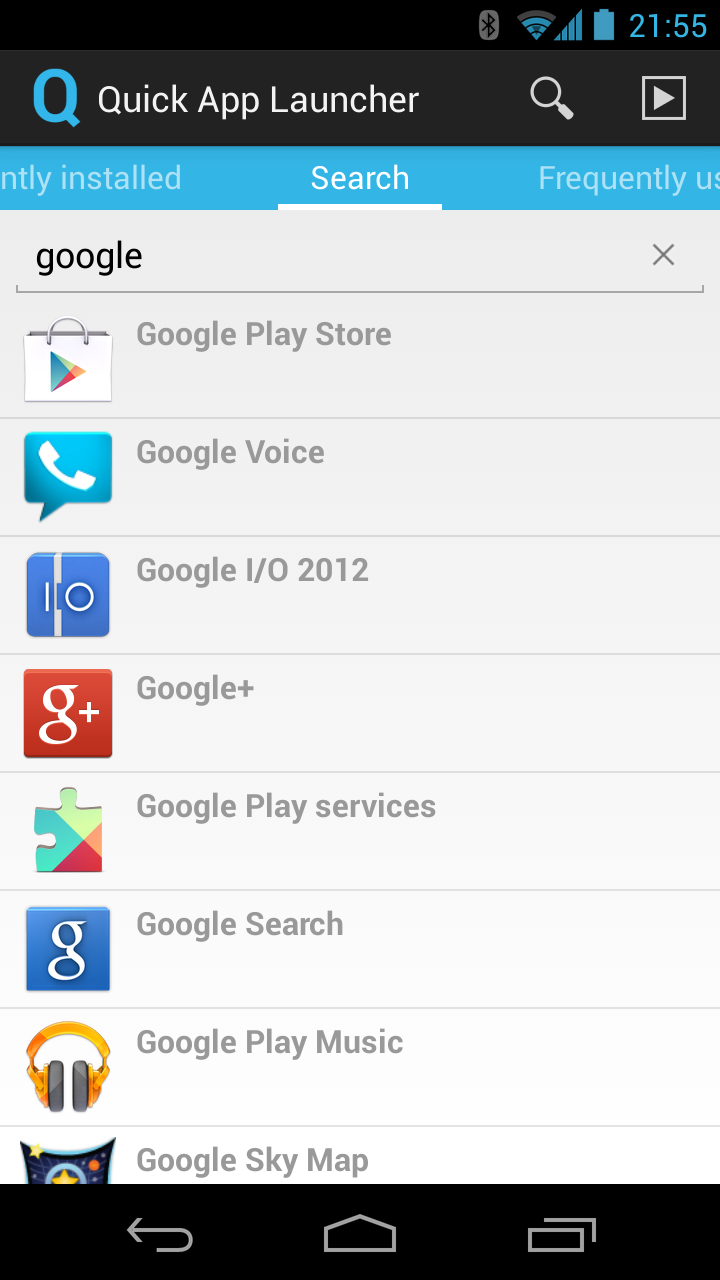 21:55
Q Quick App Launcher
ntly installed Search Frequently us
google
Google Play Store
Google Voice
I/O Google I/O 2012
g+ Google+
Google Play services
g Google Search
Google Play Music
Google Sky Map